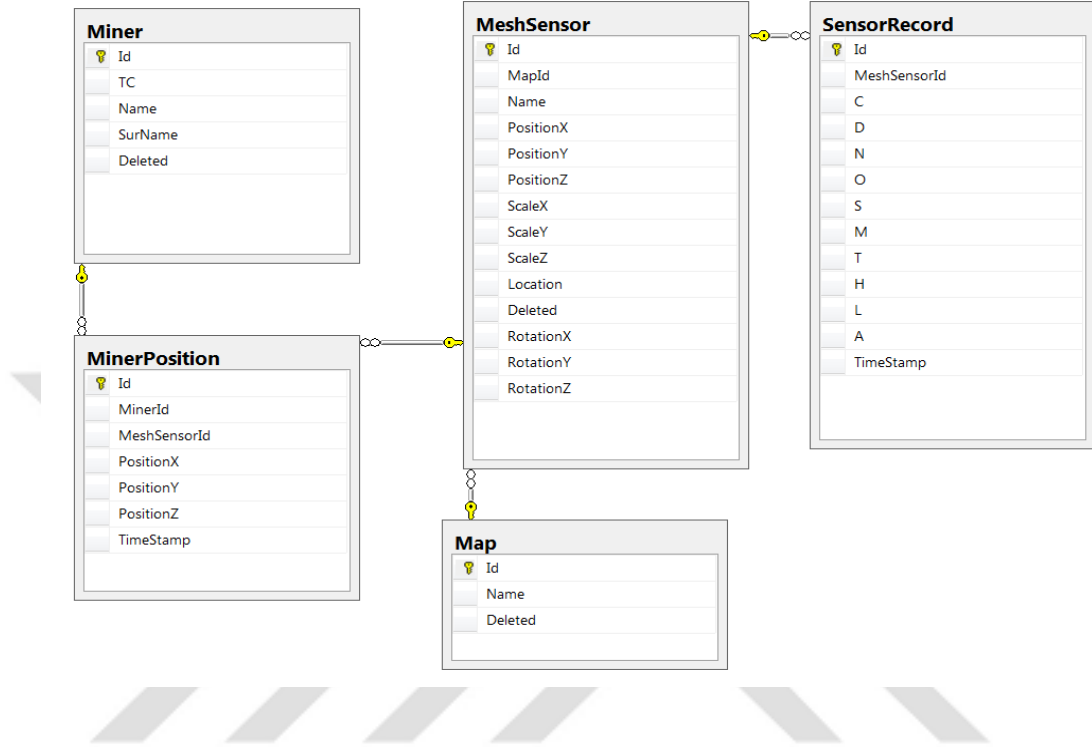 Miner
Id
TC
Name
SurName
Deleted
MeshSensor
Id
MapId
Name
PositionX
PositionY
PositionZ
ScaleX
ScaleY
ScaleZ
Location
Deleted
RotationX
RotationY
RotationZ
SensorRecord
Id
MeshSensorId
C
D
N
O
S
M
T
H
L
A
TimeStamp
MinerPosition
Id
MinerId
MeshSensorId
PositionX
PositionY
PositionZ
TimeStamp
Map
Id
Name
Deleted